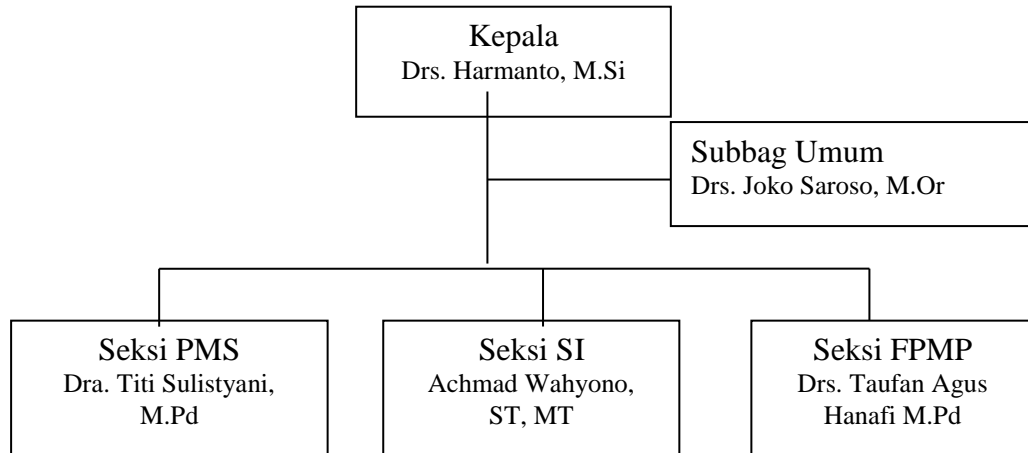 Kepala
Drs. Harmanto, M.Si
Subbag Umum
Drs. Joko Saroso, M.Or
Seksi PMS
Dra. Titi Sulistyani,
M.Pd
Seksi SI
Achmad Wahyono,
ST, MT
Seksi FPMP
Drs. Taufan Agus
Hanafi M.Pd